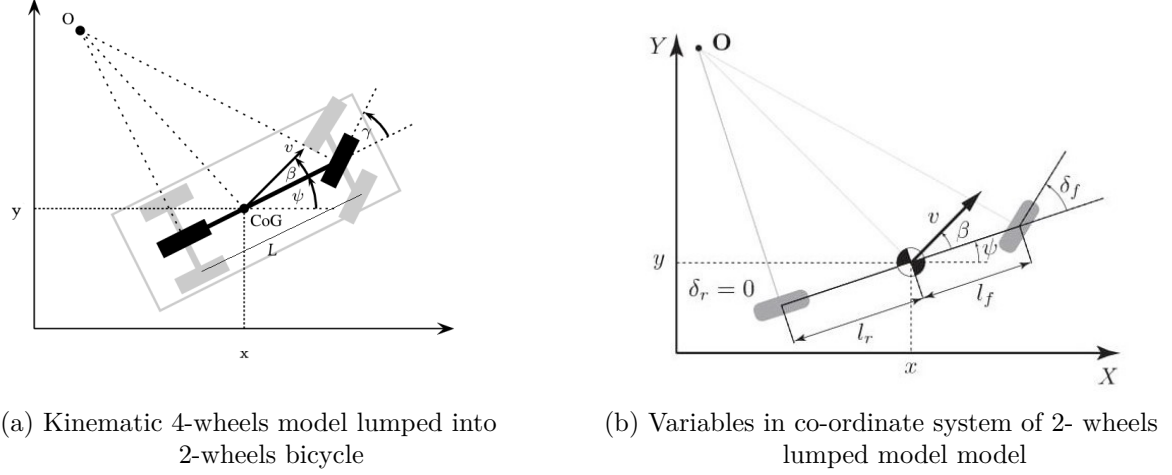 O
γ
v
β
ψ
y
CoG
L
x
(a) Kinematic 4-wheels model lumped into
2-wheels bicycle
Y
O
δ_f
v
β
ψ
y
δ_r = 0
l_f
l_r
x
X
(b) Variables in co-ordinate system of 2- wheels
lumped model model